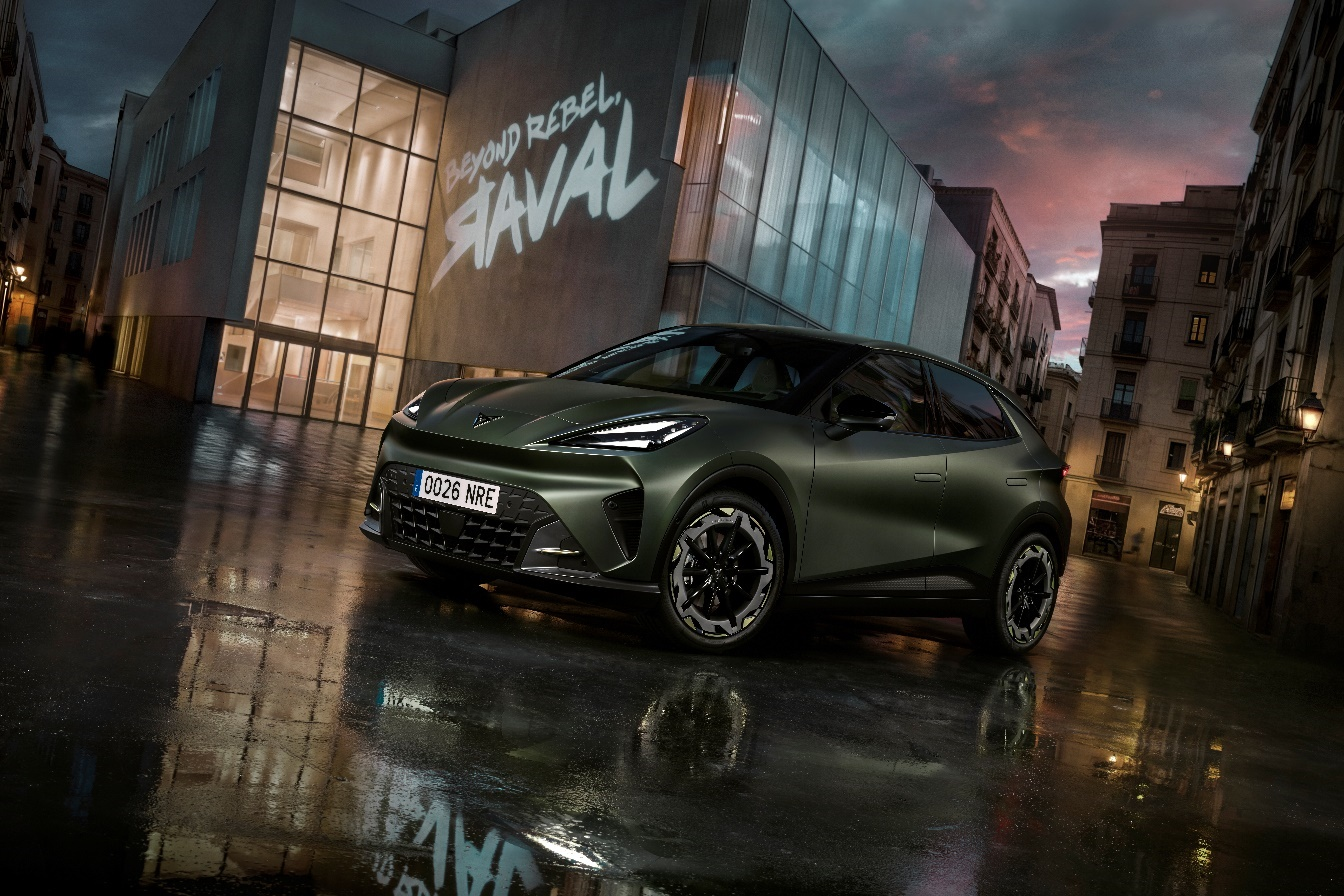 BEYOND REBEL,
RAVAL
0026 NRE